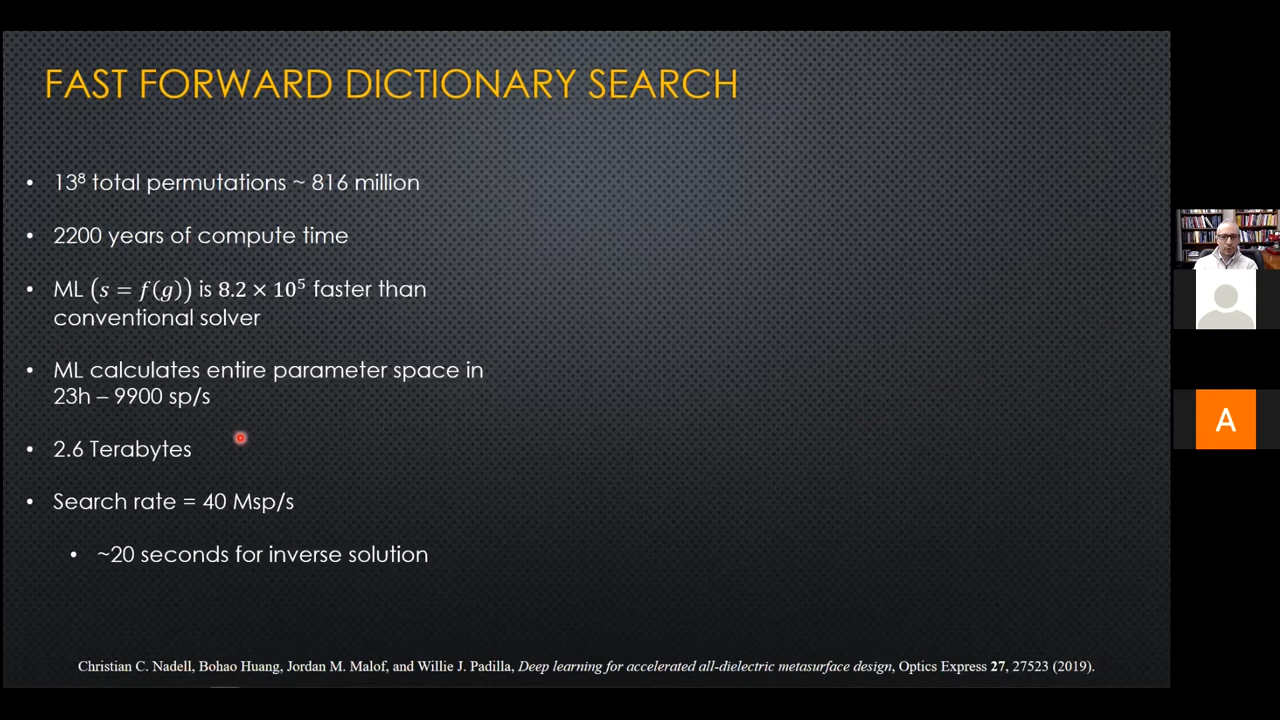 FAST FORWARD DICTIONARY SEARCH
• 13⁸ total permutations ~ 816 million
• 2200 years of compute time
• ML (s = f(g)) is 8.2 × 10⁵ faster than
conventional solver
• ML calculates entire parameter space in
23h – 9900 sp/s
• 2.6 Terabytes
• Search rate = 40 Msp/s
• ~20 seconds for inverse solution
Christian C. Nadell, Bohao Huang, Jordan M. Malof, and Willie J. Padilla, Deep learning for accelerated all-dielectric metasurface design, Optics Express 27, 27523 (2019).
A